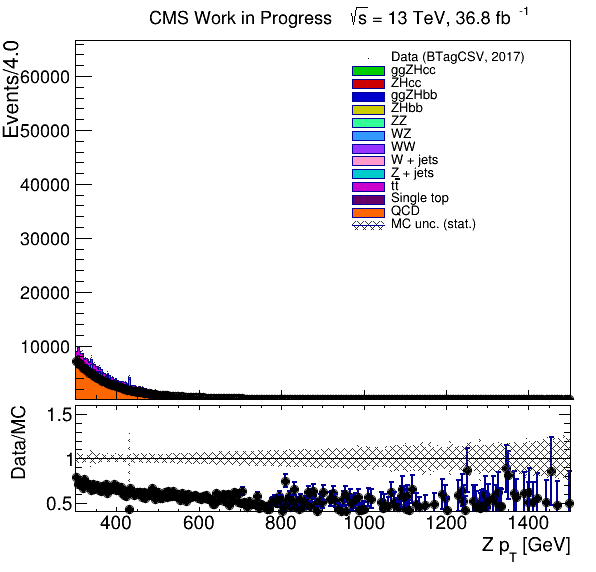 CMS Work in Progress √s = 13 TeV, 36.8 fb⁻¹
Events/4.0
60000
50000
40000
30000
20000
10000
Data (BTagCSV, 2017)
ggZHcc
ZHcc
ggZHbb
ZHbb
ZZ
WZ
WW
W + jets
Z + jets
tt̄
Single top
QCD
MC unc. (stat.)
Data/MC
1.5
1
0.5
400 600 800 1000 1200 1400
Z p_T [GeV]